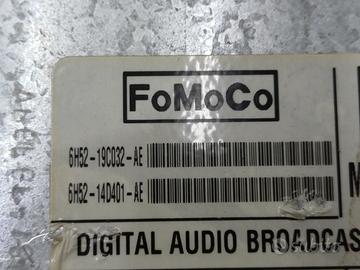 FoMoCo
6H52-19C032-AE
6H52-14D401-AE
DIGITAL AUDIO BROADCAS